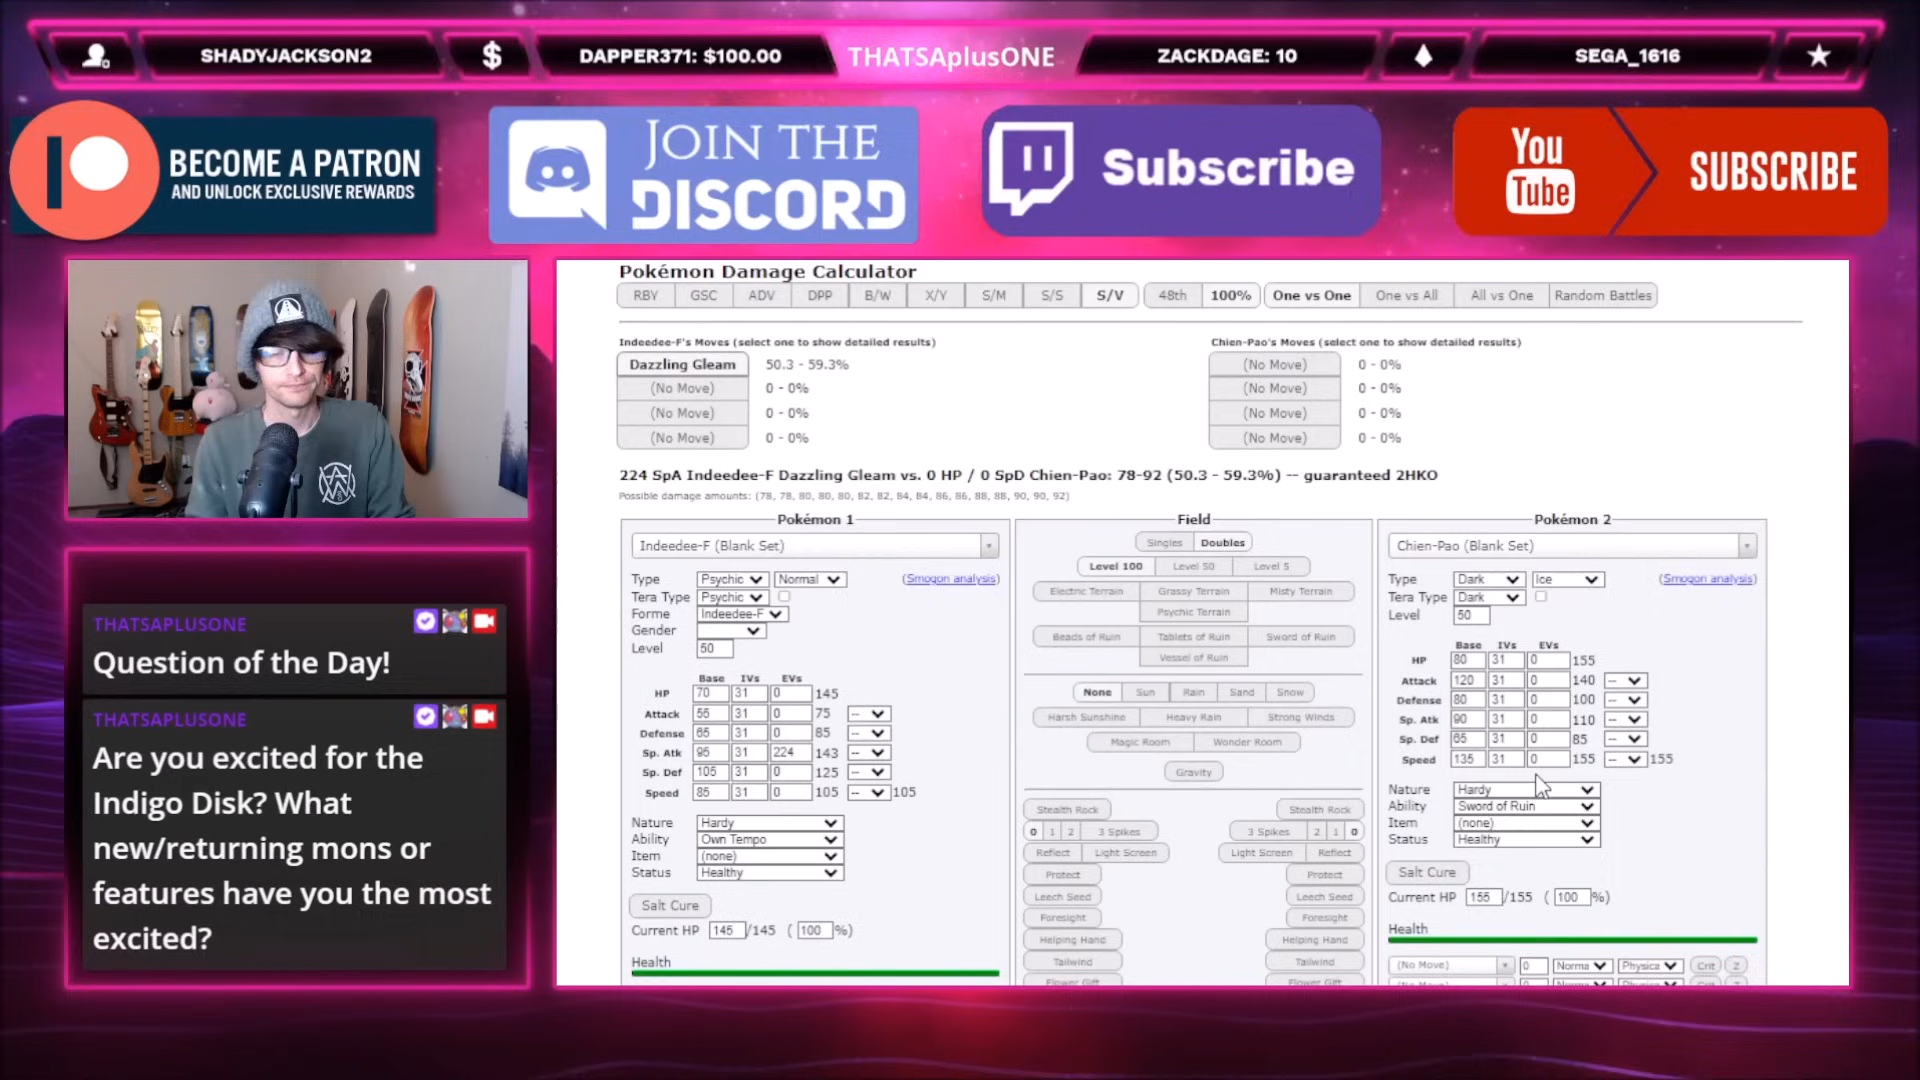 SHADYJACKSON2
$
DAPPER371: $100.00
THATSAplusONE
ZACKDAGE: 10
SEGA_1616
BECOME A PATRON
AND UNLOCK EXCLUSIVE REWARDS
JOIN THE
DISCORD
Subscribe
You
Tube
SUBSCRIBE
THATSAPLUSONE
Question of the Day!
THATSAPLUSONE
Are you excited for the
Indigo Disk? What
new/returning mons or
features have you the most
excited?
Pokémon Damage Calculator
RBY GSC ADV DPP B/W X/Y S/M S/S S/V 48th 100% One vs One One vs All All vs One Random Battles
Indeedee-F's Moves (select one to show detailed results)
Dazzling Gleam 50.3 - 59.3%
(No Move) 0 - 0%
(No Move) 0 - 0%
(No Move) 0 - 0%
Chien-Pao's Moves (select one to show detailed results)
(No Move) 0 - 0%
(No Move) 0 - 0%
(No Move) 0 - 0%
(No Move) 0 - 0%
224 SpA Indeedee-F Dazzling Gleam vs. 0 HP / 0 SpD Chien-Pao: 78-92 (50.3 - 59.3%) -- guaranteed 2HKO
Possible damage amounts: (78, 78, 80, 80, 80, 82, 82, 84, 84, 86, 86, 88, 88, 90, 90, 92)
Pokémon 1
Indeedee-F (Blank Set)
Type Psychic Normal (Smogon analysis)
Tera Type Psychic
Forme Indeedee-F
Gender
Level 50
Base IVs EVs
HP 70 31 0 145
Attack 55 31 0 75 --
Defense 65 31 0 85 --
Sp. Atk 95 31 224 143 --
Sp. Def 105 31 0 125 --
Speed 85 31 0 105 -- 105
Nature Hardy
Ability Own Tempo
Item (none)
Status Healthy
Salt Cure
Current HP 145 /145 ( 100 %)
Health
Field
Singles Doubles
Level 100 Level 50 Level 5
Electric Terrain Grassy Terrain Misty Terrain
Psychic Terrain
Beads of Ruin Tablets of Ruin Sword of Ruin
Vessel of Ruin
None Sun Rain Sand Snow
Harsh Sunshine Heavy Rain Strong Winds
Magic Room Wonder Room
Gravity
Stealth Rock Stealth Rock
0 1 2 3 Spikes 3 Spikes 2 1 0
Reflect Light Screen Light Screen Reflect
Protect Protect
Leech Seed Leech Seed
Foresight Foresight
Helping Hand Helping Hand
Tailwind Tailwind
Flower Gift Flower Gift
Pokémon 2
Chien-Pao (Blank Set)
Type Dark Ice (Smogon analysis)
Tera Type Dark
Level 50
Base IVs EVs
HP 80 31 0 155
Attack 120 31 0 140 --
Defense 80 31 0 100 --
Sp. Atk 90 31 0 110 --
Sp. Def 65 31 0 85 --
Speed 135 31 0 155 -- 155
Nature Hardy
Ability Sword of Ruin
Item (none)
Status Healthy
Salt Cure
Current HP 155 /155 ( 100 %)
Health
(No Move) 0 Norma Physica Crit Z